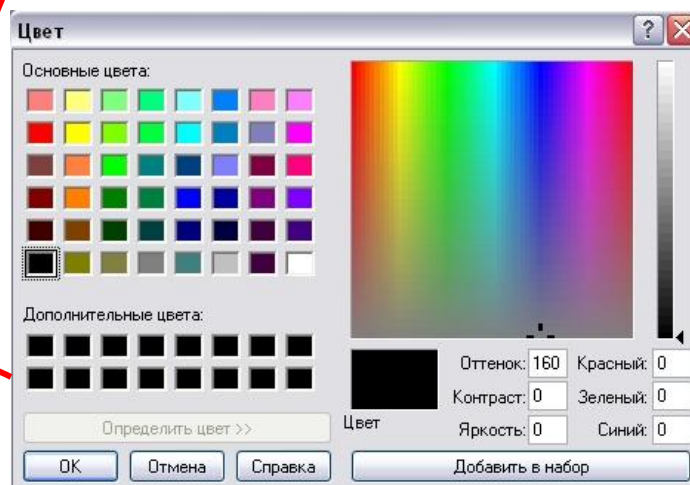 Цвет
Основные цвета:
Дополнительные цвета:
Определить цвет >>
OK Отмена Справка
Цвет
Оттенок: 160 Красный: 0
Контраст: 0 Зеленый: 0
Яркость: 0 Синий: 0
Добавить в набор